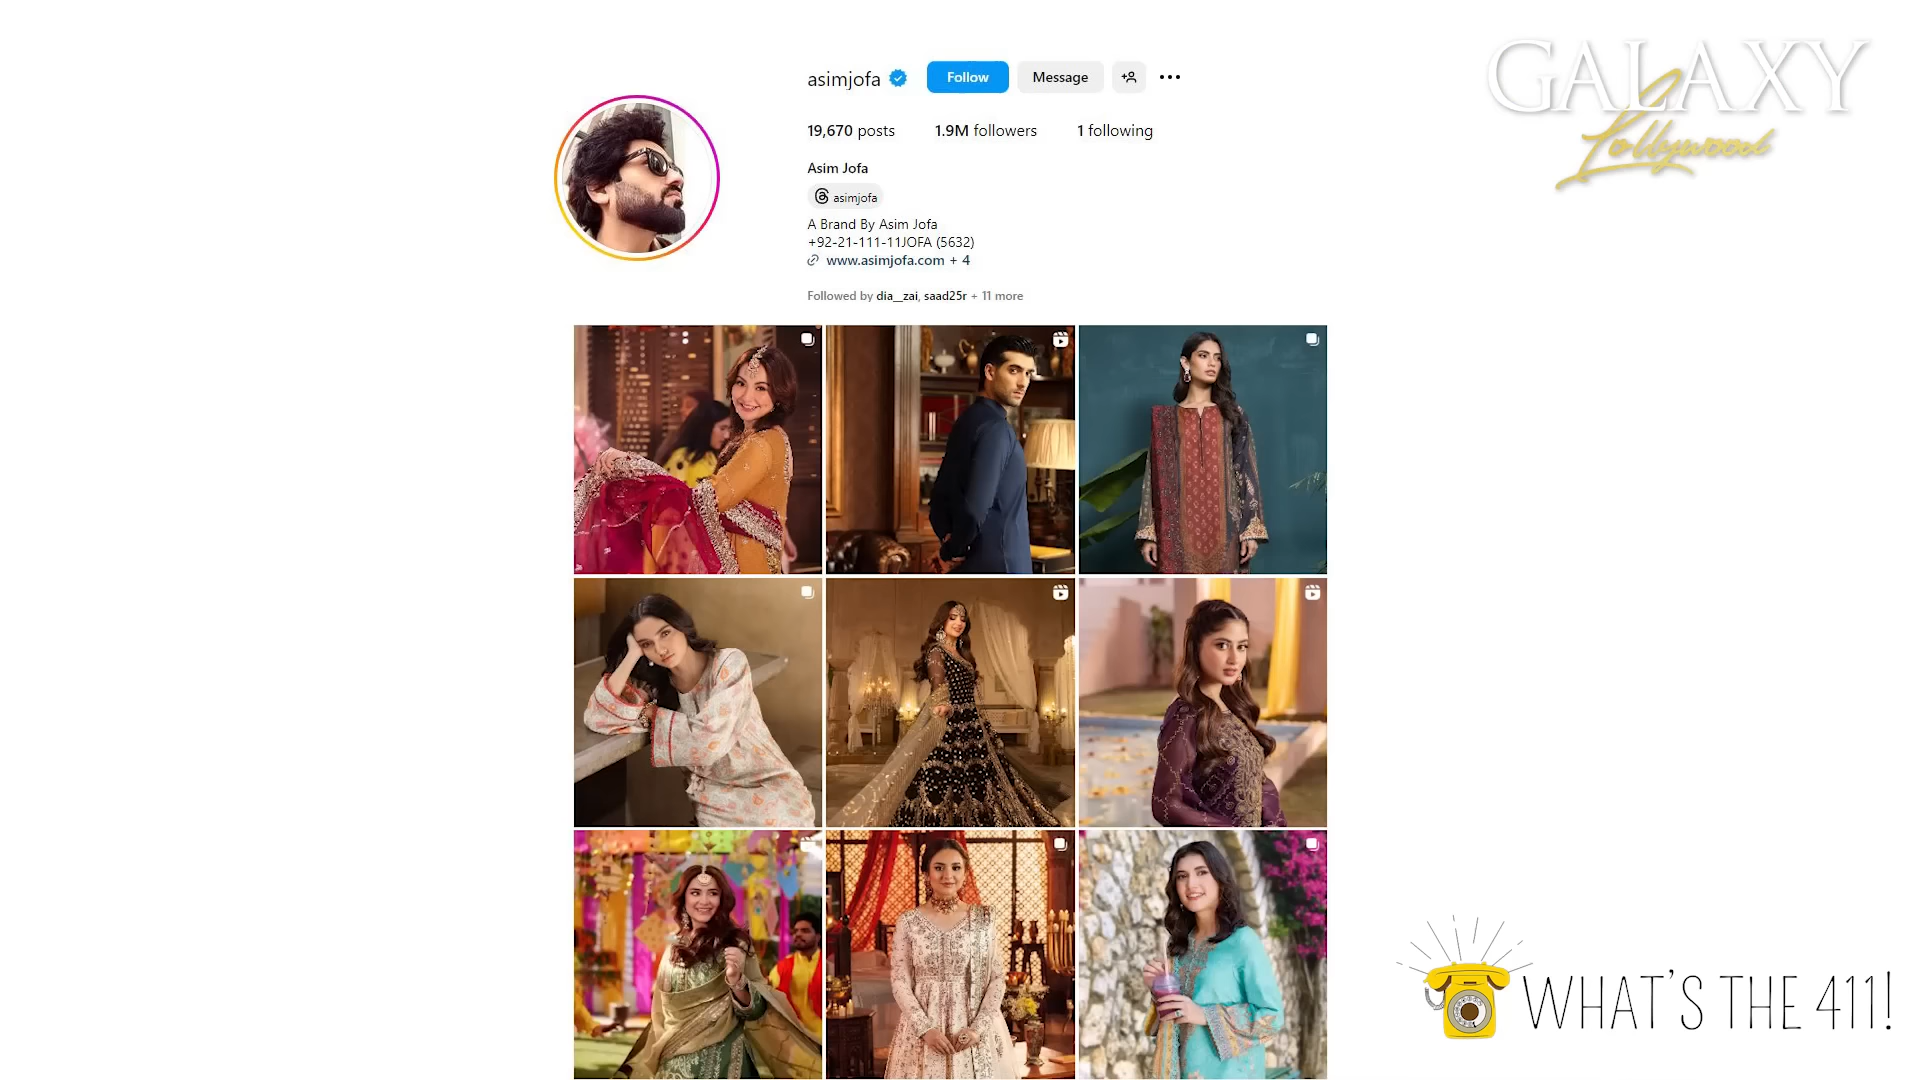 GALAXY
Lollywood
asimjofa
Follow
Message
19,670 posts
1.9M followers
1 following
Asim Jofa
asimjofa
A Brand By Asim Jofa
+92-21-111-11JOFA (5632)
www.asimjofa.com + 4
Followed by dia__zai, saad25r + 11 more
WHAT'S THE 411!